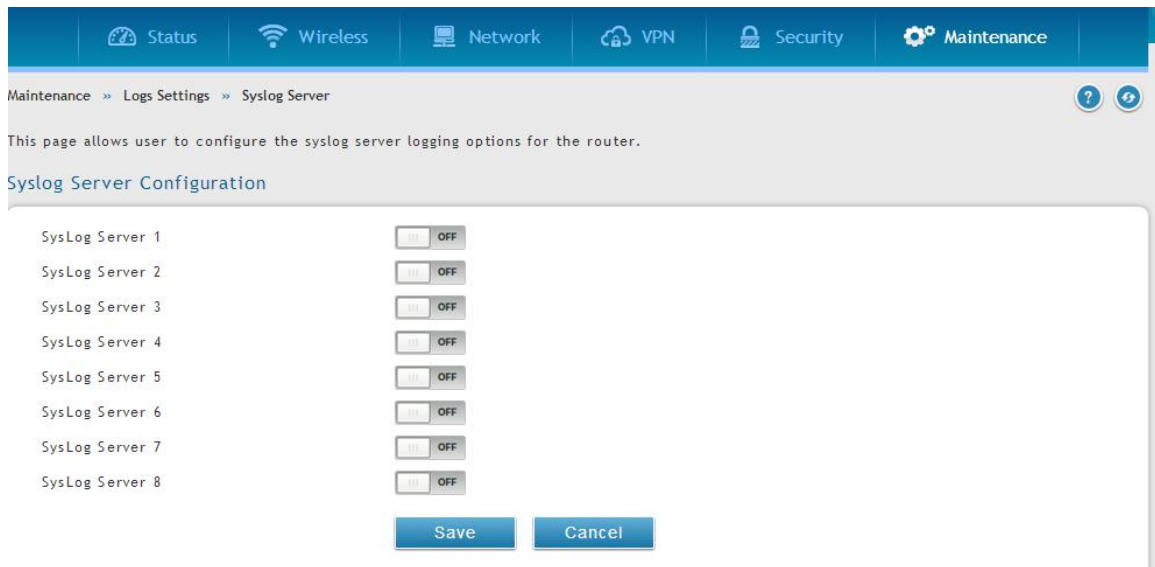 Status Wireless Network VPN Security Maintenance
Maintenance » Logs Settings » Syslog Server
This page allows user to configure the syslog server logging options for the router.
Syslog Server Configuration
SysLog Server 1 OFF
SysLog Server 2 OFF
SysLog Server 3 OFF
SysLog Server 4 OFF
SysLog Server 5 OFF
SysLog Server 6 OFF
SysLog Server 7 OFF
SysLog Server 8 OFF
Save Cancel